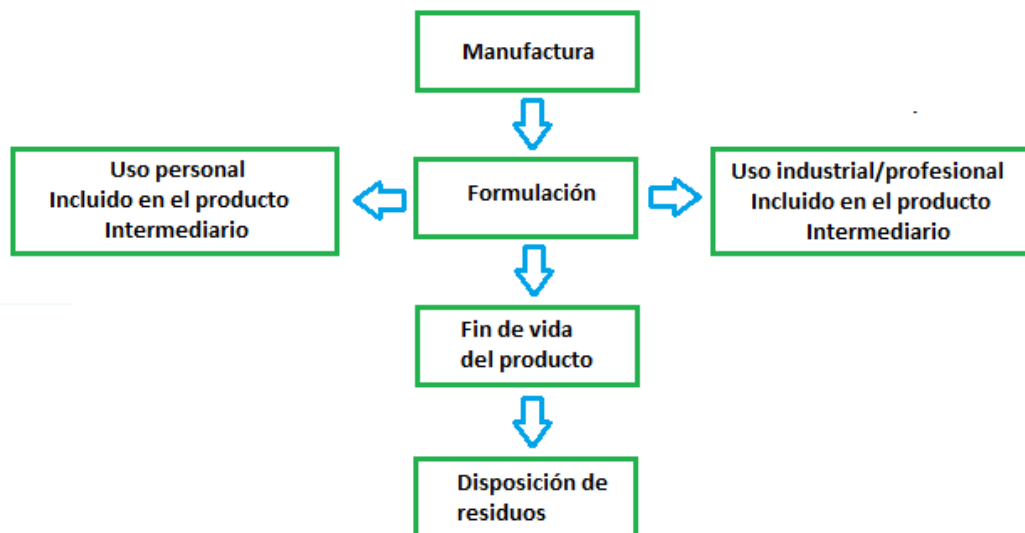 Manufactura
Uso personal
Incluido en el producto
Intermediario
Formulación
Uso industrial/profesional
Incluido en el producto
Intermediario
Fin de vida
del producto
Disposición de
residuos